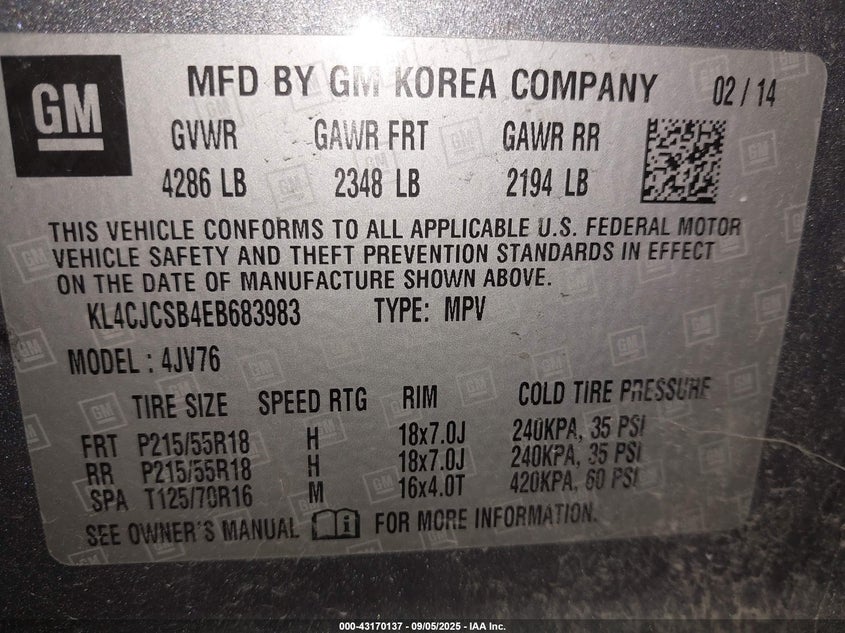 GM
MFD BY GM KOREA COMPANY 02 / 14
GVWR GAWR FRT GAWR RR
4286 LB 2348 LB 2194 LB
THIS VEHICLE CONFORMS TO ALL APPLICABLE U.S. FEDERAL MOTOR
VEHICLE SAFETY AND THEFT PREVENTION STANDARDS IN EFFECT
ON THE DATE OF MANUFACTURE SHOWN ABOVE.
KL4CJCSB4EB683983 TYPE: MPV
MODEL : 4JV76
TIRE SIZE SPEED RTG RIM COLD TIRE PRESSURE
FRT P215/55R18 H 18x7.0J 240KPA, 35 PSI
RR P215/55R18 H 18x7.0J 240KPA, 35 PSI
SPA T125/70R16 M 16x4.0T 420KPA, 60 PSI
SEE OWNER'S MANUAL FOR MORE INFORMATION.
000-43170137 - 09/05/2025 - IAA Inc.